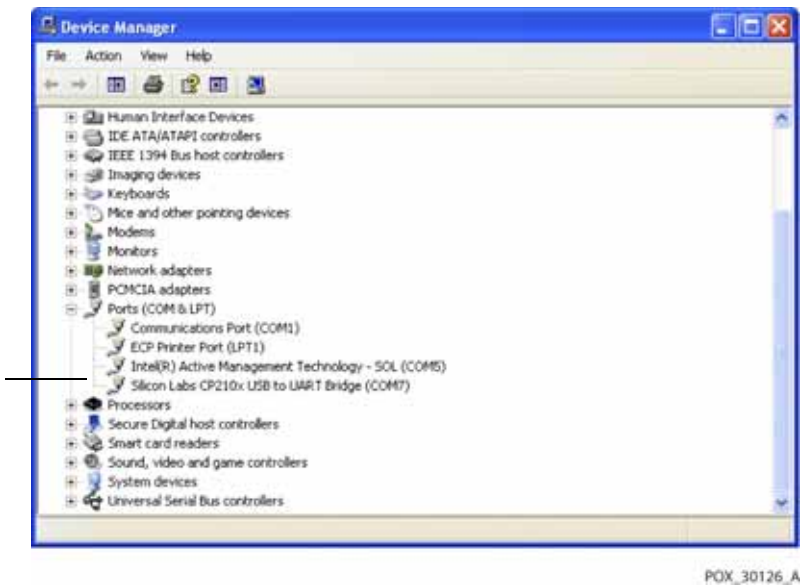 Device Manager
File Action View Help
Human Interface Devices
IDE ATA/ATAPI controllers
IEEE 1394 Bus host controllers
Imaging devices
Keyboards
Mice and other pointing devices
Modems
Monitors
Network adapters
PCMCIA adapters
Ports (COM & LPT)
Communications Port (COM1)
ECP Printer Port (LPT1)
Intel(R) Active Management Technology - SOL (COM5)
Silicon Labs CP210x USB to UART Bridge (COM7)
Processors
Secure Digital host controllers
Smart card readers
Sound, video and game controllers
System devices
Universal Serial Bus controllers
POX_30126_A